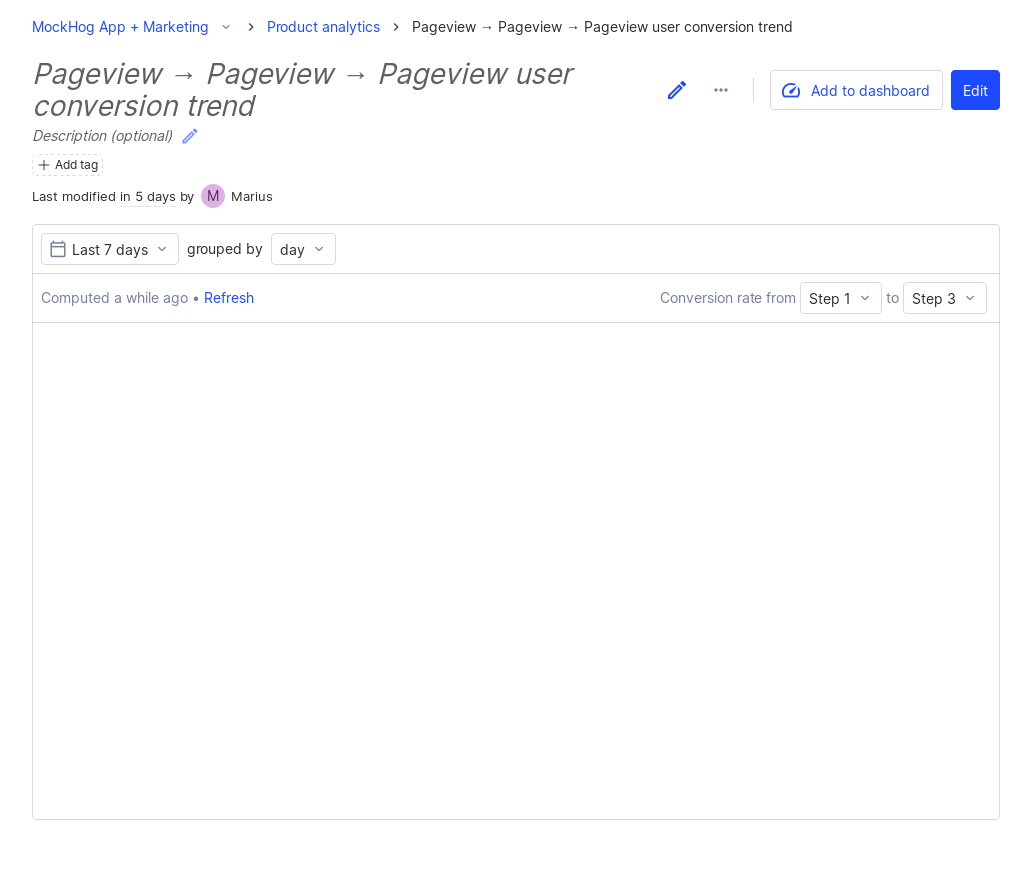 MockHog App + Marketing Product analytics Pageview → Pageview → Pageview user conversion trend
Pageview → Pageview → Pageview user
conversion trend
Add to dashboard
Edit
Description (optional)
Add tag
Last modified in 5 days by M Marius
Last 7 days grouped by day
Computed a while ago • Refresh
Conversion rate from Step 1 to Step 3